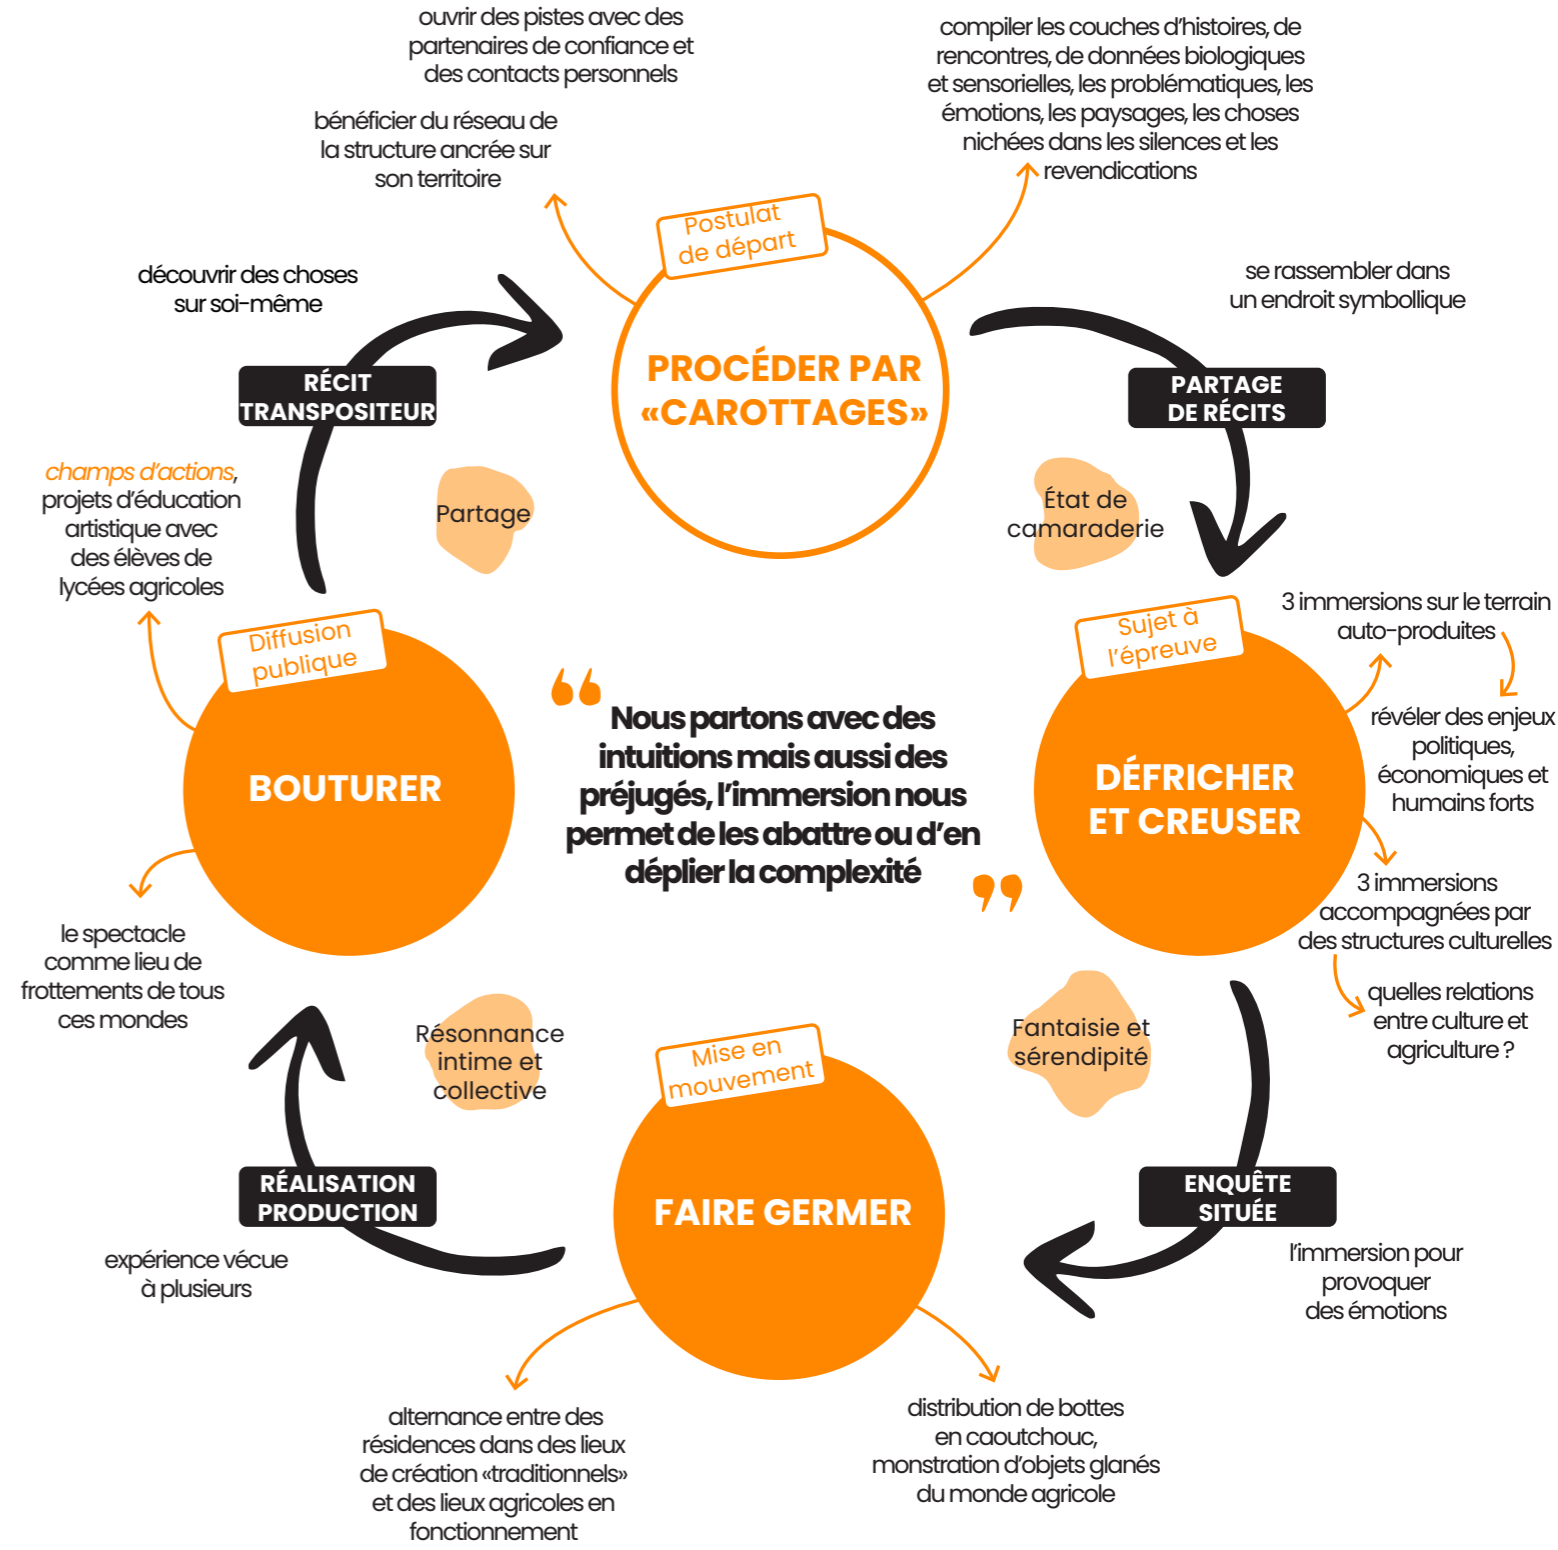 ouvrir des pistes avec des
partenaires de confiance et
des contacts personnels
bénéficier du réseau de
la structure ancrée sur
son territoire
compiler les couches d’histoires, de
rencontres, de données biologiques
et sensorielles, les problématiques, les
émotions, les paysages, les choses
nichées dans les silences et les
revendications
Postulat
de départ
PROCÉDER PAR
«CAROTTAGES»
se rassembler dans
un endroit symbollique
PARTAGE
DE RÉCITS
État de
camaraderie
Sujet à
l’épreuve
DÉFRICHER
ET CREUSER
3 immersions sur le terrain
auto-produites
révéler des enjeux
politiques,
économiques et
humains forts
3 immersions
accompagnées par
des structures culturelles
quelles relations
entre culture et
agriculture ?
Fantaisie et
sérendipité
ENQUÊTE
SITUÉE
l’immersion pour
provoquer
des émotions
Mise en
mouvement
FAIRE GERMER
distribution de bottes
en caoutchouc,
monstration d’objets glanés
du monde agricole
alternance entre des
résidences dans des lieux
de création «traditionnels»
et des lieux agricoles en
fonctionnement
Résonnance
intime et
collective
RÉALISATION
PRODUCTION
expérience vécue
à plusieurs
Diffusion
publique
BOUTURER
le spectacle
comme lieu de
frottements de tous
ces mondes
champs d’actions,
projets d’éducation
artistique avec
des élèves de
lycées agricoles
Partage
RÉCIT
TRANSPOSITEUR
découvrir des choses
sur soi-même
“ Nous partons avec des
intuitions mais aussi des
préjugés, l’immersion nous
permet de les abattre ou d’en
déplier la complexité ”